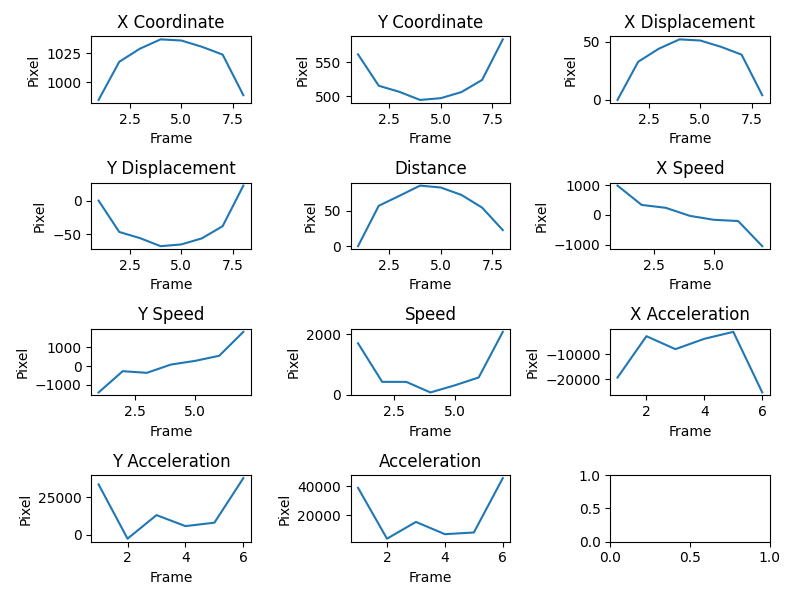 X Coordinate
Y Coordinate
X Displacement
Pixel
1025
1000
2.5 5.0 7.5
Frame
Pixel
550
500
2.5 5.0 7.5
Frame
Pixel
50
0
2.5 5.0 7.5
Frame
Y Displacement
Distance
X Speed
Pixel
0
−50
2.5 5.0 7.5
Frame
Pixel
50
0
2.5 5.0 7.5
Frame
Pixel
1000
0
−1000
2.5 5.0
Frame
Y Speed
Speed
X Acceleration
Pixel
1000
0
−1000
2.5 5.0
Frame
Pixel
2000
0
2.5 5.0
Frame
Pixel
−10000
−20000
2 4 6
Frame
Y Acceleration
Acceleration
Pixel
25000
0
2 4 6
Frame
Pixel
40000
20000
2 4 6
Frame
1.0
0.5
0.0
0.0 0.5 1.0